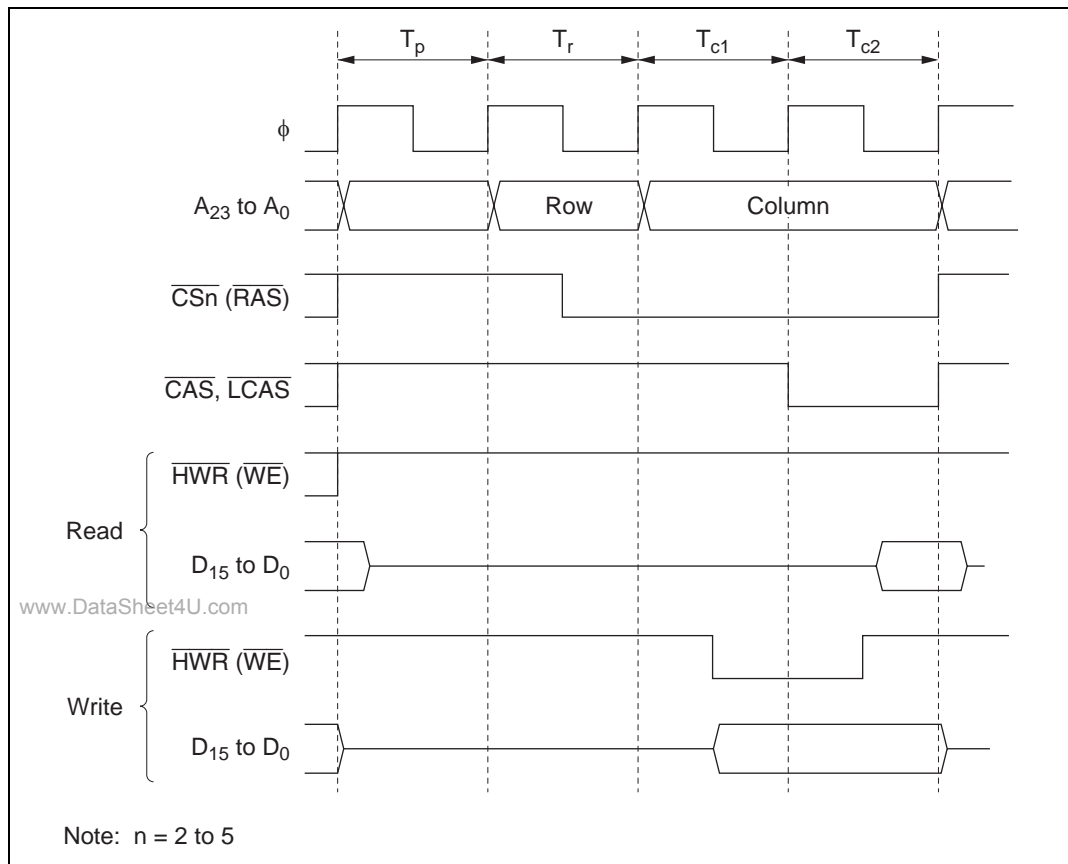 Tp Tr Tc1 Tc2
ϕ
A23 to A0 Row Column
CSn (RAS)
CAS, LCAS
HWR (WE)
Read
D15 to D0
www.DataSheet4U.com
HWR (WE)
Write
D15 to D0
Note: n = 2 to 5